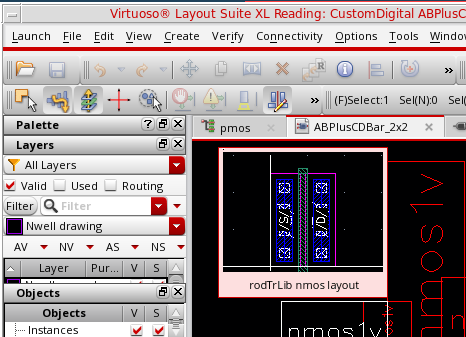 Virtuoso® Layout Suite XL Reading: CustomDigital ABPlusC
Launch File Edit View Create Verify Connectivity Options Tools Windo
(F)Select:1 Sel(N):0
Palette
Layers
pmos
ABPlusCDBar_2x2
All Layers
Valid Used Routing
Filter Filter
Nwell drawing
AV NV AS NS
Layer Pur... V S
Objects
Objects V S
Instances
/S/S
/D/
rodTrLib nmos layout
nmos1v
nmos1v